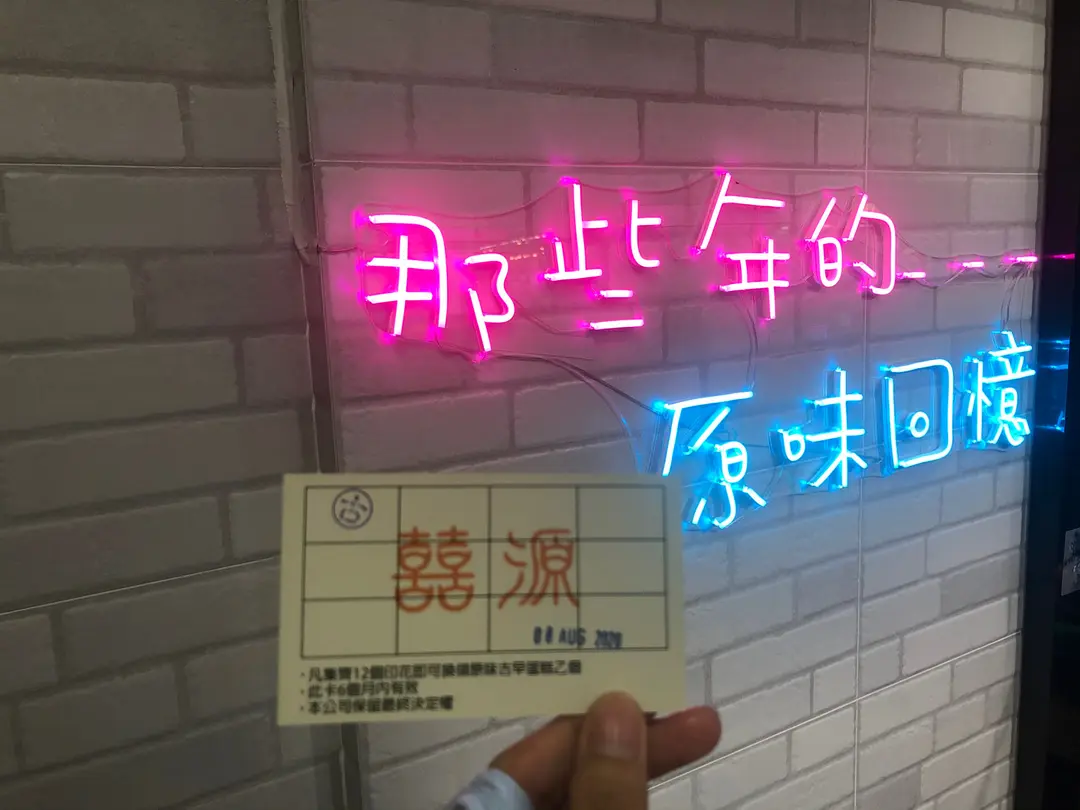 那些年的---
原味回憶
囍源
08 AUG 2020
·凡集齊12個印花即可換領原味古早蛋糕乙個
·此卡6個月內有效
·本公司保留最終決定權